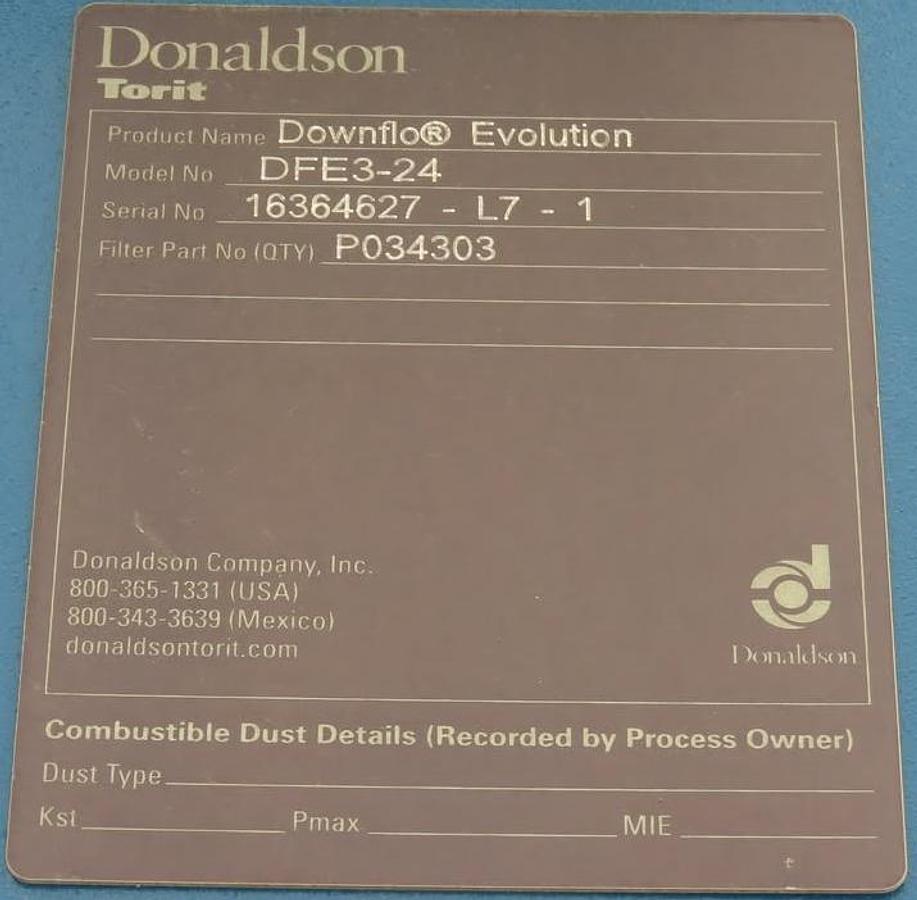 Donaldson
Torit
Product Name Downflo® Evolution
Model No DFE3-24
Serial No 16364627 - L7 - 1
Filter Part No (QTY) P034303
Donaldson Company, Inc.
800-365-1331 (USA)
800-343-3639 (Mexico)
donaldsontorit.com
Donaldson
Combustible Dust Details (Recorded by Process Owner)
Dust Type
Kst Pmax MIE